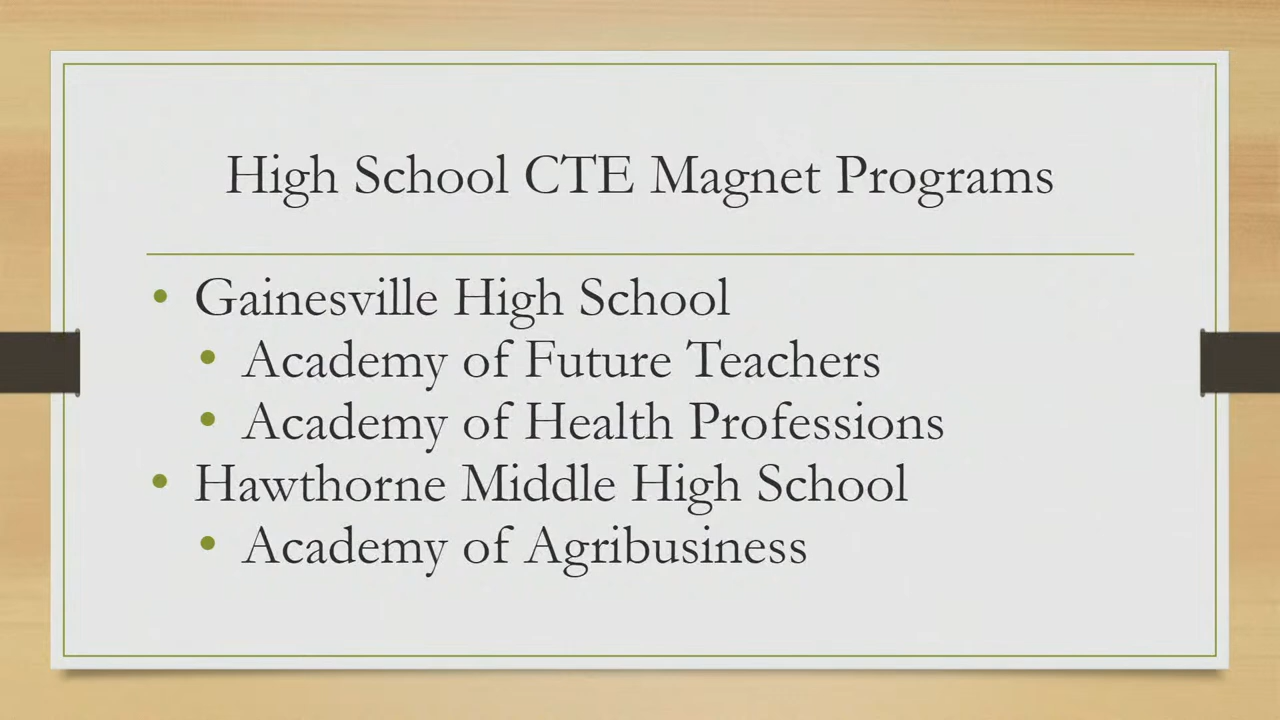 High School CTE Magnet Programs
• Gainesville High School
• Academy of Future Teachers
• Academy of Health Professions
• Hawthorne Middle High School
• Academy of Agribusiness